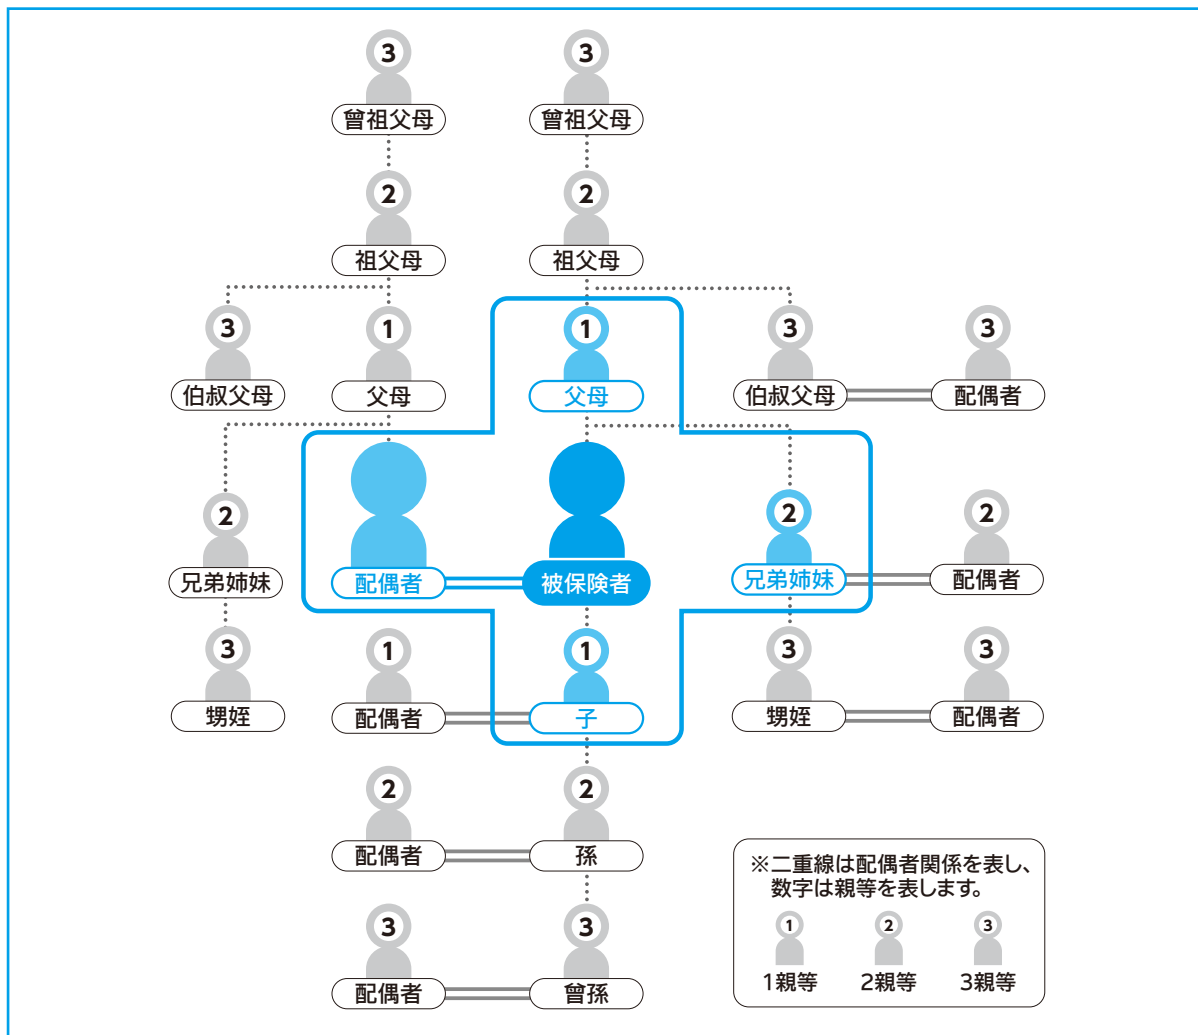 3 3
曾祖父母 曾祖父母
2 2
祖父母 祖父母
3 1 1 3 3
伯叔父母 父母 父母 伯叔父母 配偶者
2 2 2
兄弟姉妹 配偶者 被保険者 兄弟姉妹 配偶者
3 1 1 3 3
甥姪 配偶者 子 甥姪 配偶者
2 2
配偶者 孫
3 3
配偶者 曾孫
※二重線は配偶者関係を表し、
数字は親等を表します。
1 2 3
1親等 2親等 3親等